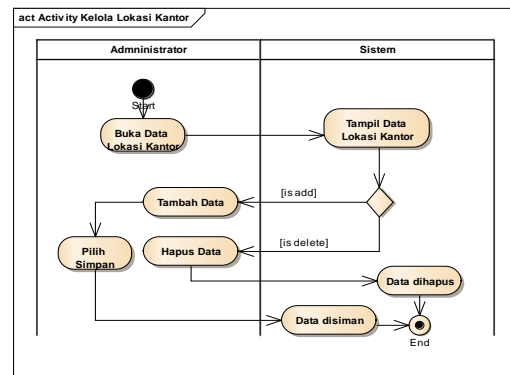 act Activity Kelola Lokasi Kantor
Admninistrator
Sistem
Start
Buka Data
Lokasi Kantor
Tampil Data
Lokasi Kantor
[is add]
Tambah Data
[is delete]
Pilih
Simpan
Hapus Data
Data dihapus
Data disiman
End